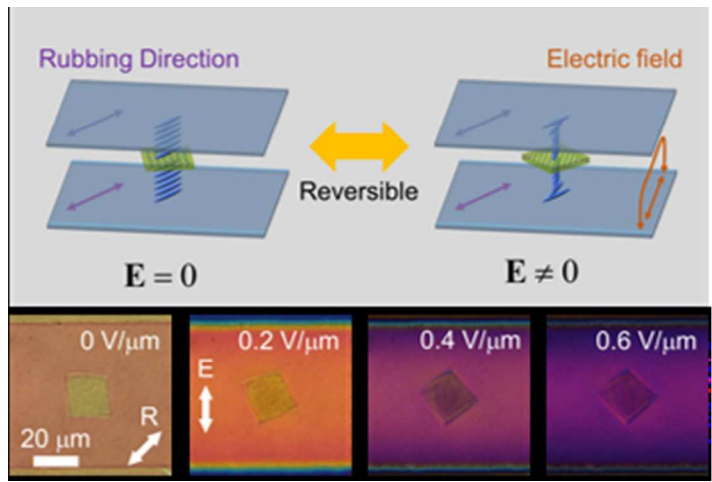 Rubbing Direction
Electric field
Reversible
E = 0
E ≠ 0
0 V/μm
0.2 V/μm
0.4 V/μm
0.6 V/μm
E
R
20 μm